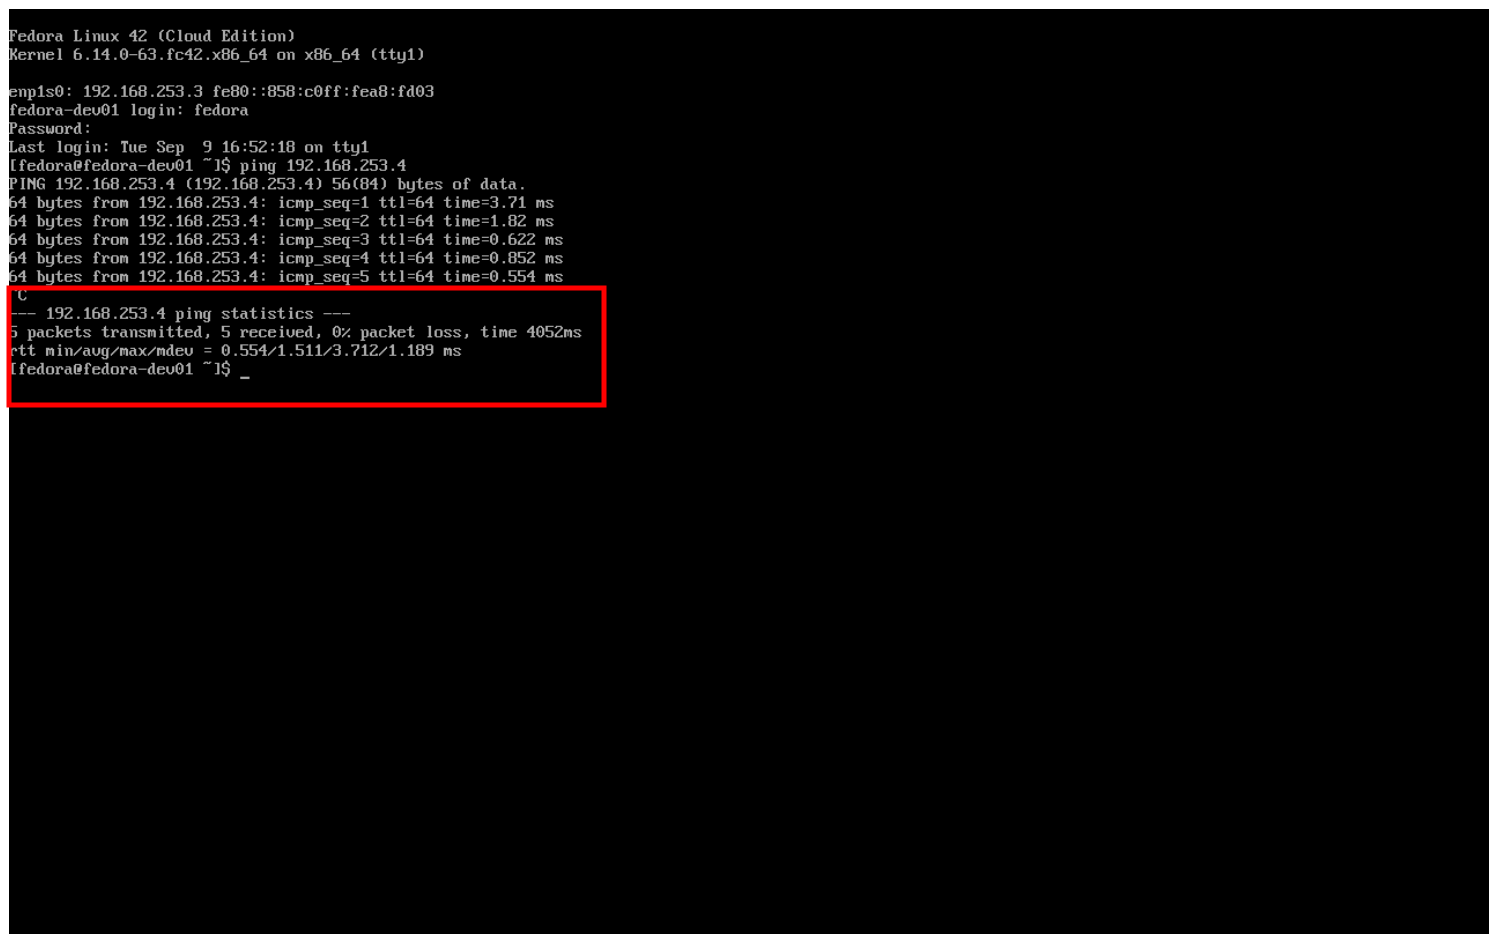 Fedora Linux 42 (Cloud Edition)
Kernel 6.14.0-63.fc42.x86_64 on x86_64 (tty1)
enp1s0: 192.168.253.3 fe80::858:c0ff:fea8:fd03
fedora-dev01 login: fedora
Password:
Last login: Tue Sep  9 16:52:18 on tty1
[fedora@fedora-dev01 ~]$ ping 192.168.253.4
PING 192.168.253.4 (192.168.253.4) 56(84) bytes of data.
64 bytes from 192.168.253.4: icmp_seq=1 ttl=64 time=3.71 ms
64 bytes from 192.168.253.4: icmp_seq=2 ttl=64 time=1.82 ms
64 bytes from 192.168.253.4: icmp_seq=3 ttl=64 time=0.622 ms
64 bytes from 192.168.253.4: icmp_seq=4 ttl=64 time=0.852 ms
64 bytes from 192.168.253.4: icmp_seq=5 ttl=64 time=0.554 ms
^C
--- 192.168.253.4 ping statistics ---
5 packets transmitted, 5 received, 0% packet loss, time 4052ms
rtt min/avg/max/mdev = 0.554/1.511/3.712/1.189 ms
[fedora@fedora-dev01 ~]$ _